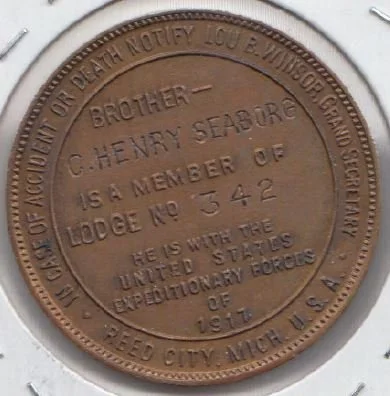 IN CASE OF ACCIDENT OR DEATH NOTIFY LOU B. WINSOR, GRAND SECRETARY
• REED CITY, MICH. U.S.A. •
BROTHER—
C. HENRY SEABORG
IS A MEMBER OF
LODGE No 342
HE IS WITH THE
UNITED STATES
EXPEDITIONARY FORCES
OF
1917